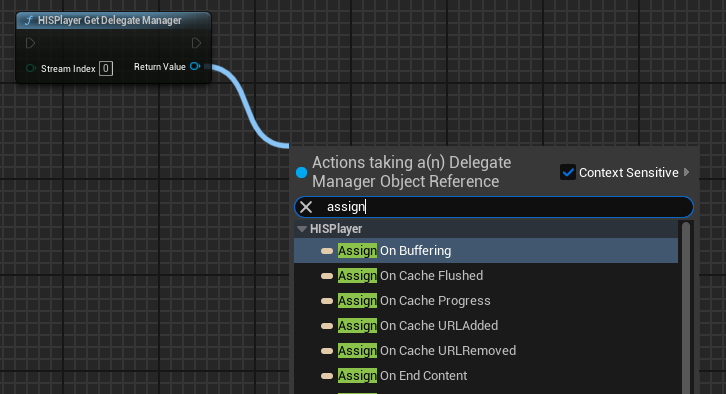 HISPlayer Get Delegate Manager
Stream Index 0
Return Value
Actions taking a(n) Delegate
Manager Object Reference
Context Sensitive
assign
HISPlayer
Assign On Buffering
Assign On Cache Flushed
Assign On Cache Progress
Assign On Cache URLAdded
Assign On Cache URLRemoved
Assign On End Content